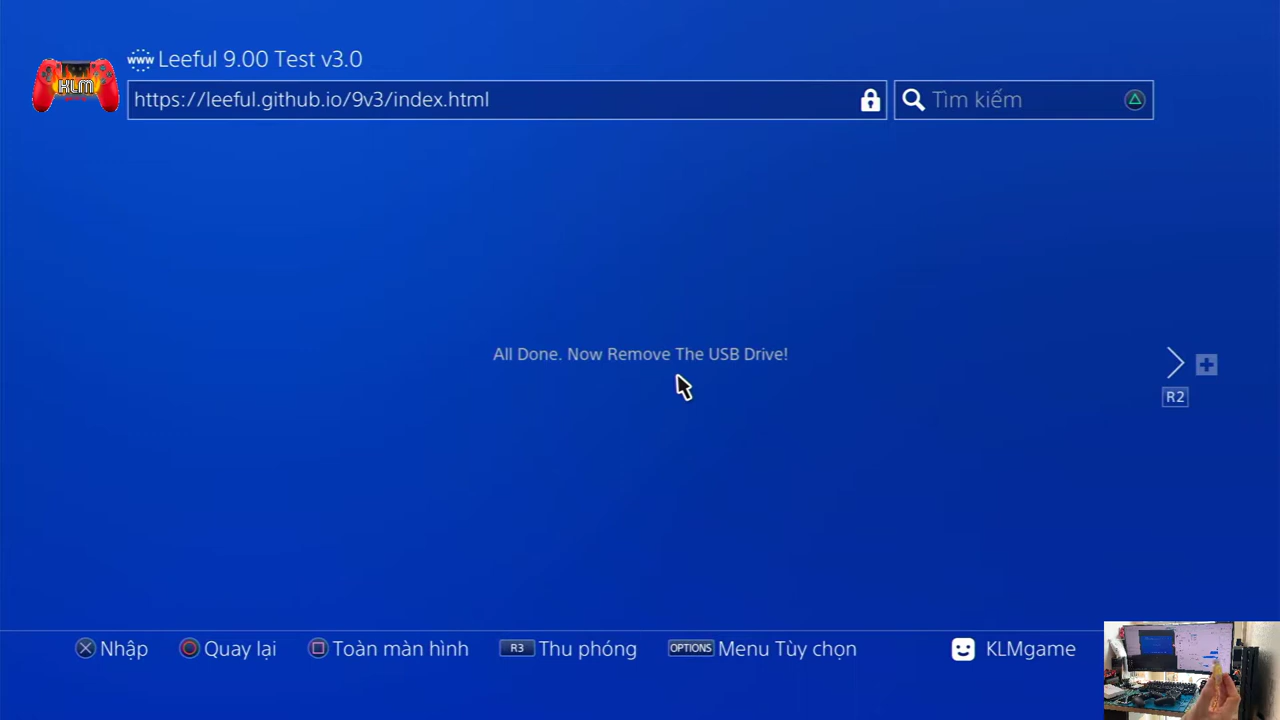 KLM
www Leeful 9.00 Test v3.0
https://leeful.github.io/9v3/index.html
Tìm kiếm
All Done. Now Remove The USB Drive!
R2
Nhập Quay lại Toàn màn hình R3 Thu phóng OPTIONS Menu Tùy chọn KLMgame